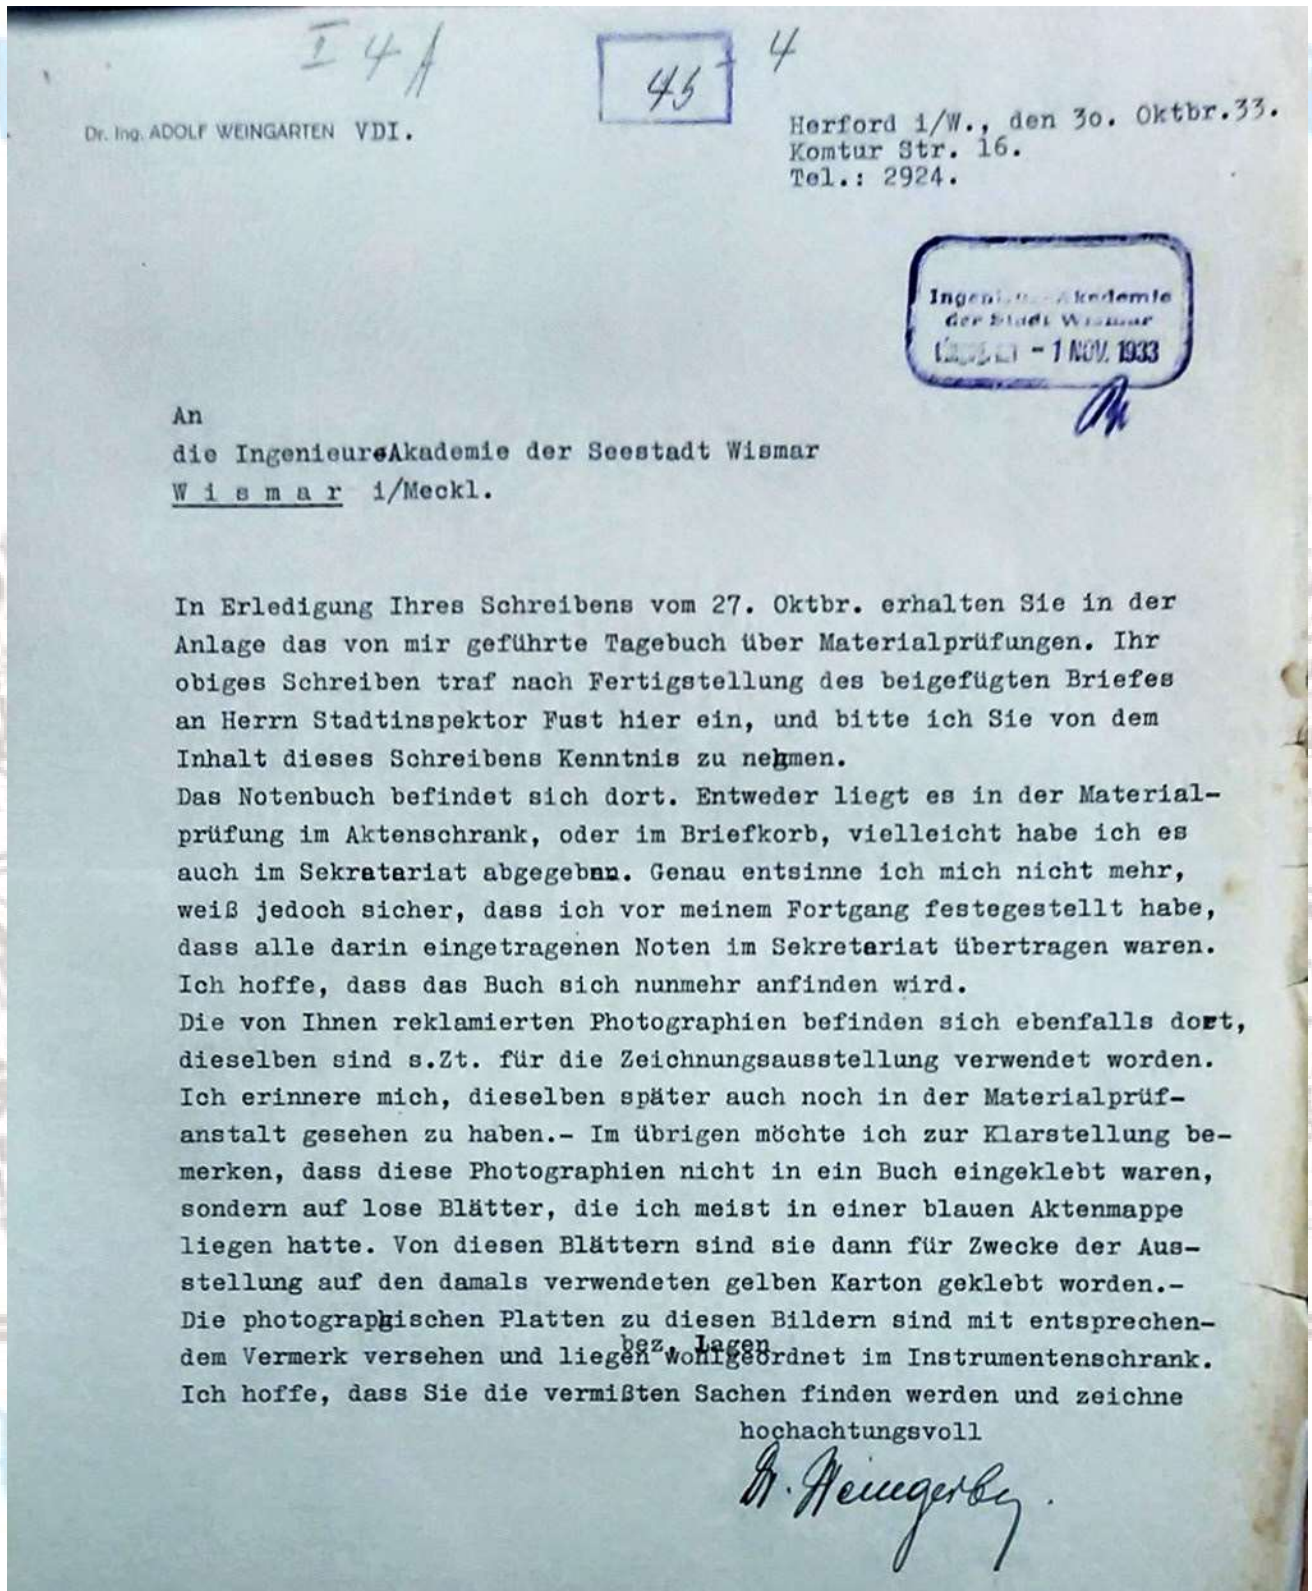 I 4 A
45
4
Dr. Ing. ADOLF WEINGARTEN VDI.
Herford i/W., den 30. Oktbr.33.
Komtur Str. 16.
Tel.: 2924.
Ingenieur-Akademie
der Stadt Wismar
- 1 NOV. 1933
An
die IngenieureAkademie der Seestadt Wismar
W i s m a r i/Meckl.
In Erledigung Ihres Schreibens vom 27. Oktbr. erhalten Sie in der
Anlage das von mir geführte Tagebuch über Materialprüfungen. Ihr
obiges Schreiben traf nach Fertigstellung des beigefügten Briefes
an Herrn Stadtinspektor Fust hier ein, und bitte ich Sie von dem
Inhalt dieses Schreibens Kenntnis zu nehmen.
Das Notenbuch befindet sich dort. Entweder liegt es in der Material-
prüfung im Aktenschrank, oder im Briefkorb, vielleicht habe ich es
auch im Sekretariat abgegeben. Genau entsinne ich mich nicht mehr,
weiß jedoch sicher, dass ich vor meinem Fortgang festegestellt habe,
dass alle darin eingetragenen Noten im Sekretariat übertragen waren.
Ich hoffe, dass das Buch sich nunmehr anfinden wird.
Die von Ihnen reklamierten Photographien befinden sich ebenfalls dort,
dieselben sind s.Zt. für die Zeichnungsausstellung verwendet worden.
Ich erinnere mich, dieselben später auch noch in der Materialprüf-
anstalt gesehen zu haben.- Im übrigen möchte ich zur Klarstellung be-
merken, dass diese Photographien nicht in ein Buch eingeklebt waren,
sondern auf lose Blätter, die ich meist in einer blauen Aktenmappe
liegen hatte. Von diesen Blättern sind sie dann für Zwecke der Aus-
stellung auf den damals verwendeten gelben Karton geklebt worden.-
Die photographischen Platten zu diesen Bildern sind mit entsprechen-
bez. Lagen
dem Vermerk versehen und liegen wohlgeordnet im Instrumentenschrank.
Ich hoffe, dass Sie die vermißten Sachen finden werden und zeichne
hochachtungsvoll
Dr. Weingarten.